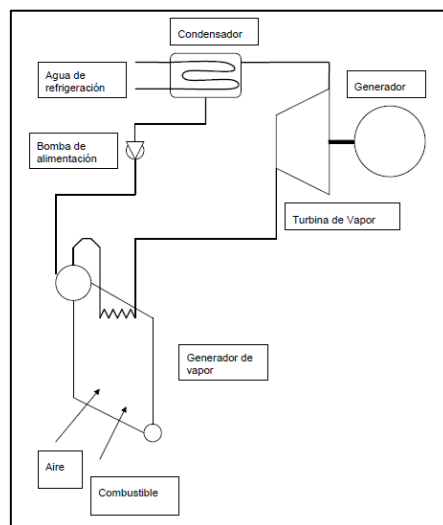 Condensador
Agua de
refrigeración
Generador
Bomba de
alimentación
Turbina de Vapor
Generador de
vapor
Aire
Combustible